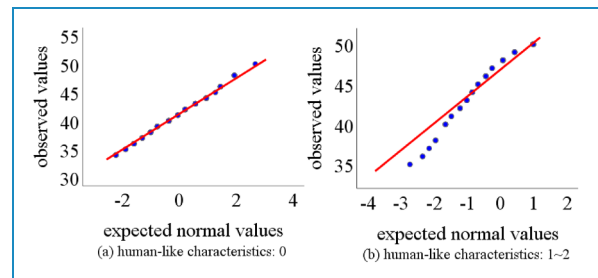 55
50
45
40
35
30
observed values
-2 0 2 4
expected normal values
(a) human-like characteristics: 0
50
45
40
35
observed values
-4 -3 -2 -1 0 1 2
expected normal values
(b) human-like characteristics: 1~2